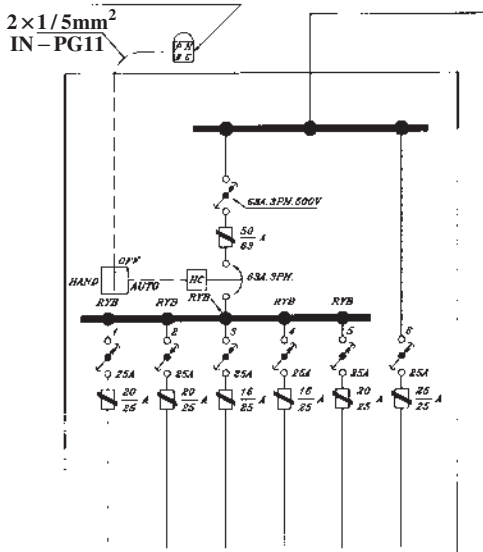 2×1/5mm²
IN-PG11
63A.3PH.500V
50
63 A
OFF
HAND
AUTO
HC
63A.3PH.
RYB
RYB RYB RYB RYB
1 2 3 4 5 6
25A 25A 25A 25A 25A 25A
20 20 16 16 20 25
25 A 25 A 25 A 25 A 25 A 25 A